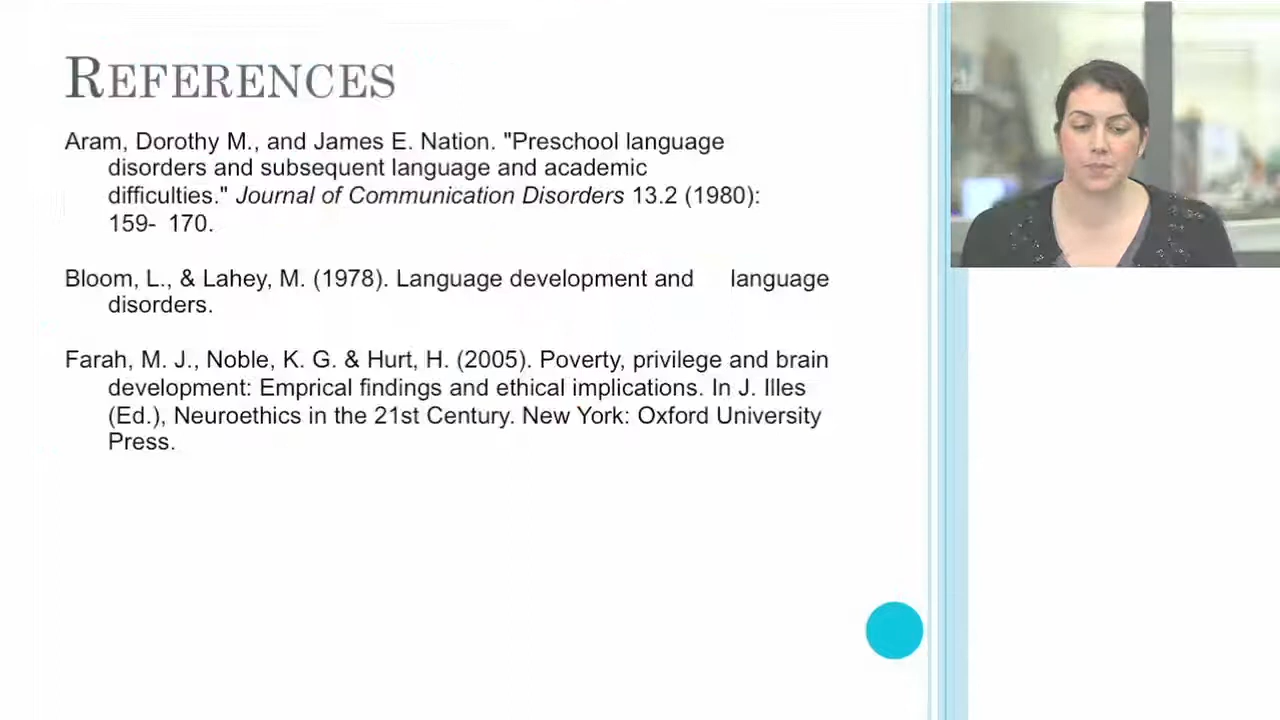 REFERENCES
Aram, Dorothy M., and James E. Nation. "Preschool language
disorders and subsequent language and academic
difficulties." Journal of Communication Disorders 13.2 (1980):
159- 170.
Bloom, L., & Lahey, M. (1978). Language development and language
disorders.
Farah, M. J., Noble, K. G. & Hurt, H. (2005). Poverty, privilege and brain
development: Emprical findings and ethical implications. In J. Illes
(Ed.), Neuroethics in the 21st Century. New York: Oxford University
Press.